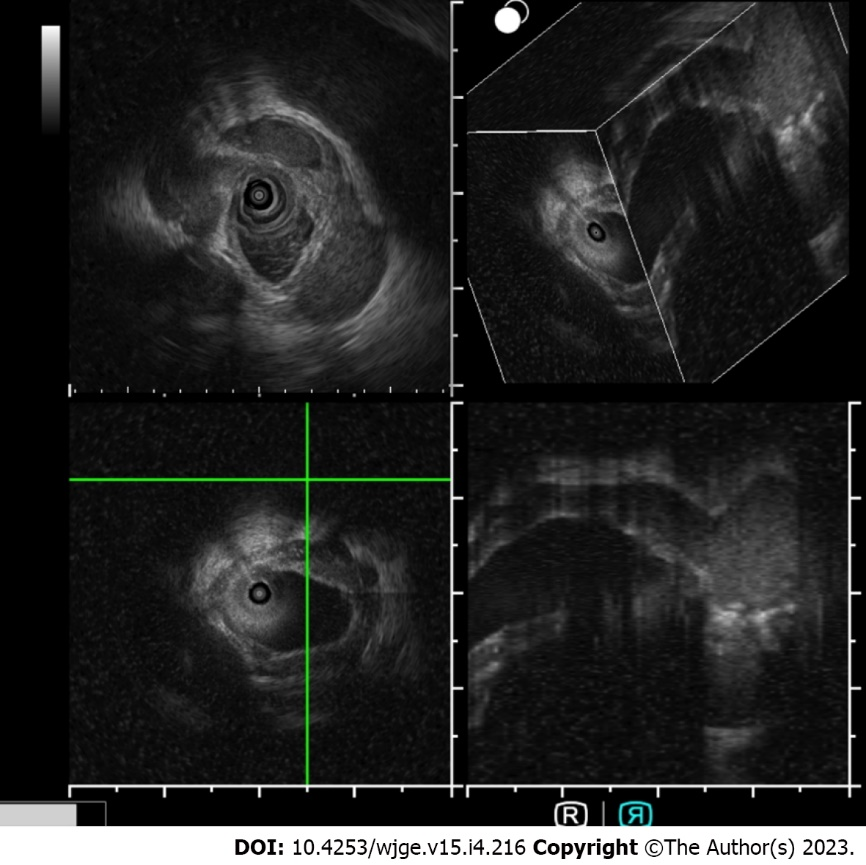 R Я
DOI: 10.4253/wjge.v15.i4.216 Copyright ©The Author(s) 2023.